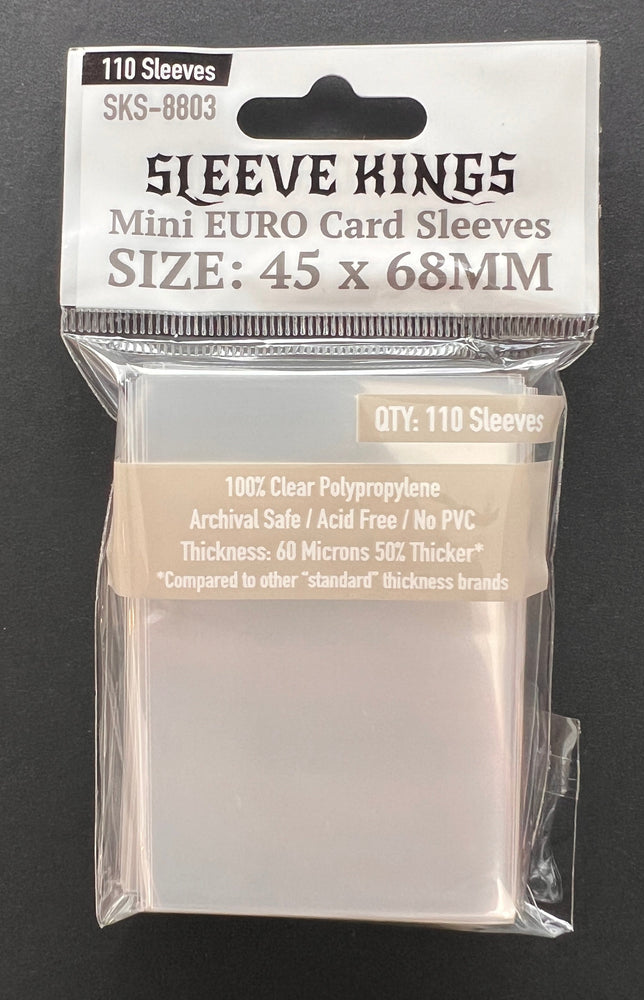 110 Sleeves
SKS-8803
SLEEVE KINGS
Mini EURO Card Sleeves
SIZE: 45 x 68MM
QTY: 110 Sleeves
100% Clear Polypropylene
Archival Safe / Acid Free / No PVC
Thickness: 60 Microns 50% Thicker*
*Compared to other “standard” thickness brands